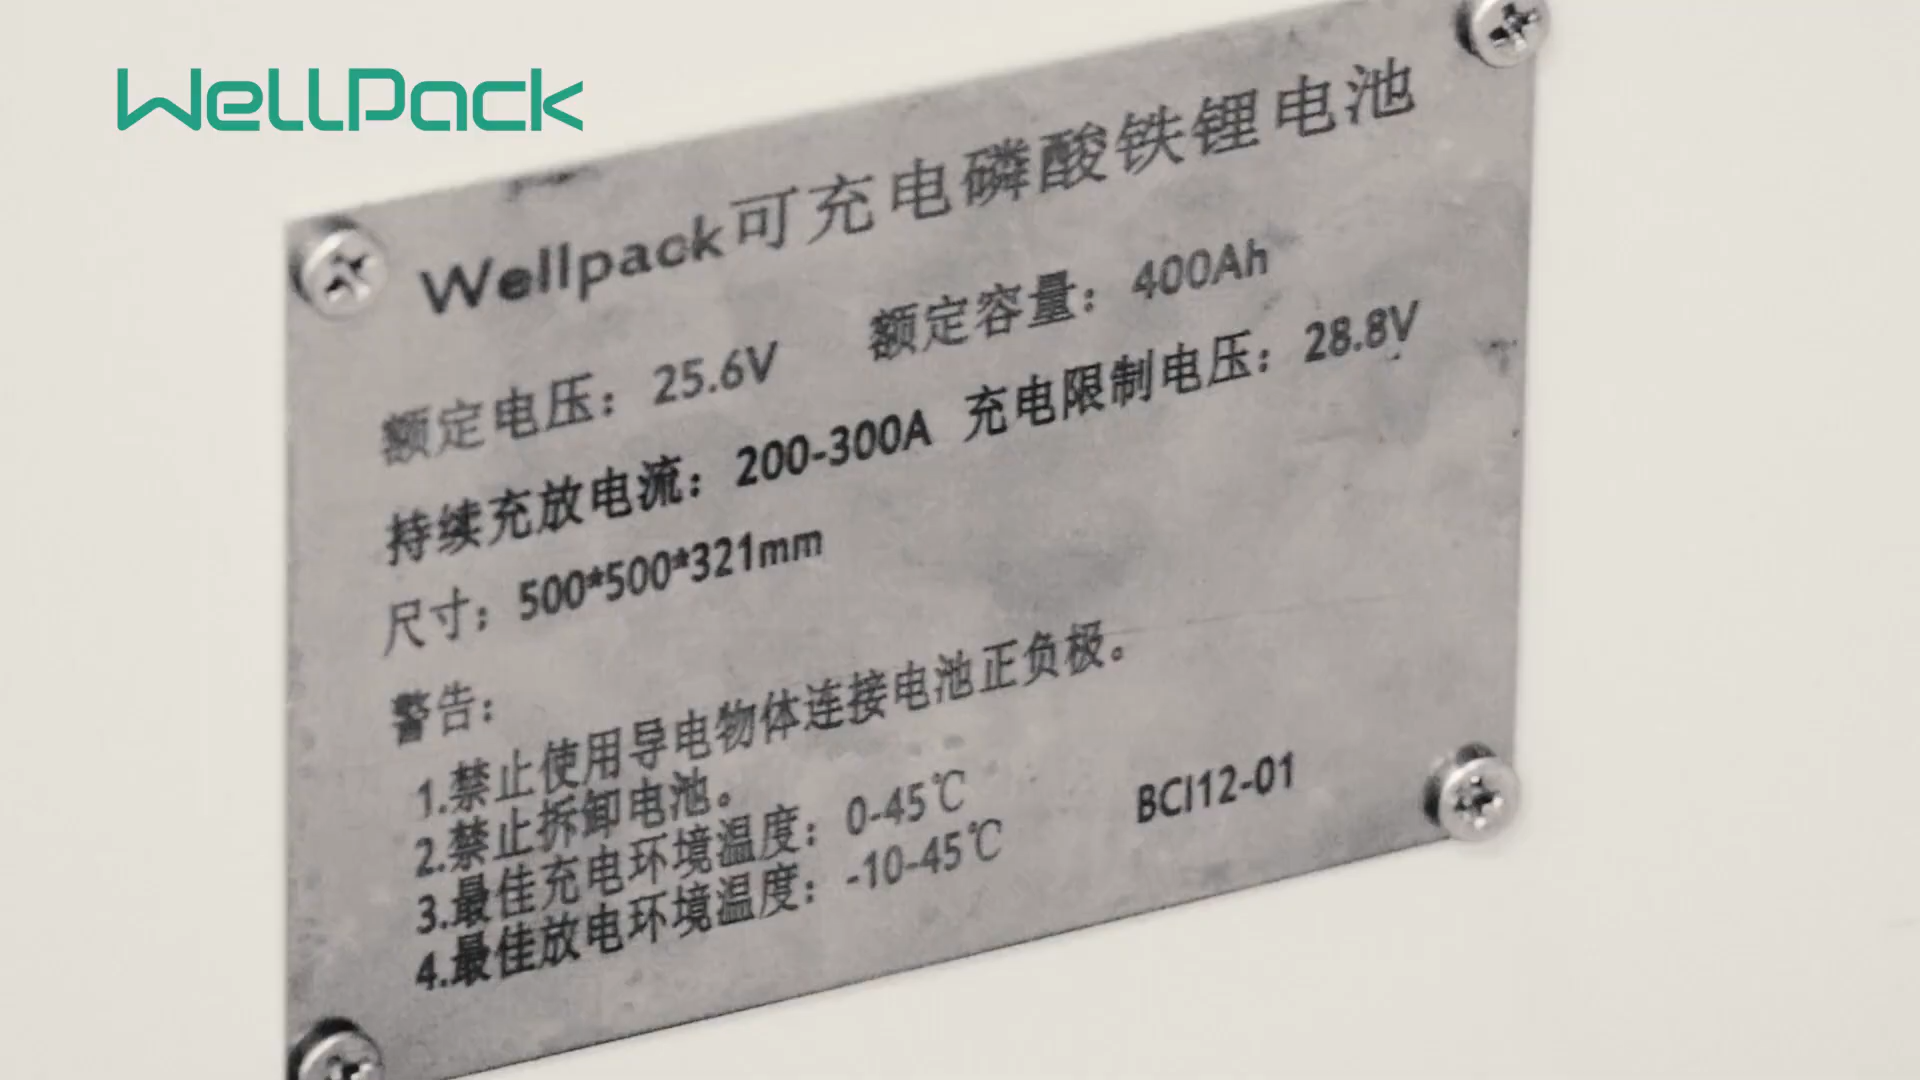 WellPack
Wellpack可充电磷酸铁锂电池
额定电压：25.6V 额定容量：400Ah
持续充放电流：200-300A 充电限制电压：28.8V
尺寸：500*500*321mm
警告：
1.禁止使用导电物体连接电池正负极。
2.禁止拆卸电池。
3.最佳充电环境温度：0-45℃
4.最佳放电环境温度：-10-45℃
BCI12-01